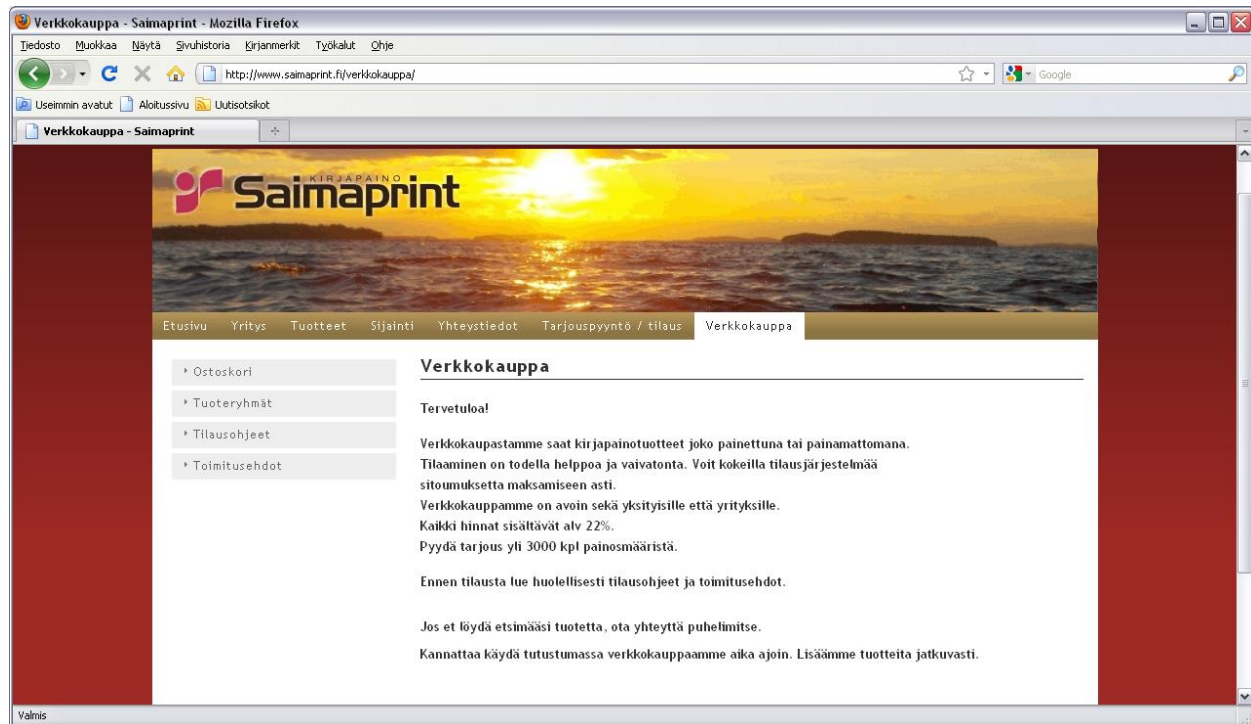 Verkkokauppa - Saimaprint - Mozilla Firefox
Tiedosto Muokkaa Näytä Sivuhistoria Kirjanmerkit Työkalut Ohje
http://www.saimaprint.fi/verkkokauppa/
Google
Useimmin avatut Aloitussivu Uutisotsikot
Verkkokauppa - Saimaprint
KIRJAPAINO
Saimaprint
Etusivu Yritys Tuotteet Sijainti Yhteystiedot Tarjouspyyntö / tilaus Verkkokauppa
Ostoskori
Tuoteryhmät
Tilausohjeet
Toimitusehdot
Verkkokauppa
Tervetuloa!
Verkkokaupastamme saat kirjapainotuotteet joko painettuna tai painamattomana.
Tilaaminen on todella helppoa ja vaivatonta. Voit kokeilla tilausjärjestelmää
sitoumuksetta maksamiseen asti.
Verkkokauppamme on avoin sekä yksityisille että yrityksille.
Kaikki hinnat sisältävät alv 22%.
Pyydä tarjous yli 3000 kpl painosmääristä.
Ennen tilausta lue huolellisesti tilausohjeet ja toimitusehdot.
Jos et löydä etsimääsi tuotetta, ota yhteyttä puhelimitse.
Kannattaa käydä tutustumassa verkkokauppaamme aika ajoin. Lisäämme tuotteita jatkuvasti.
Valmis